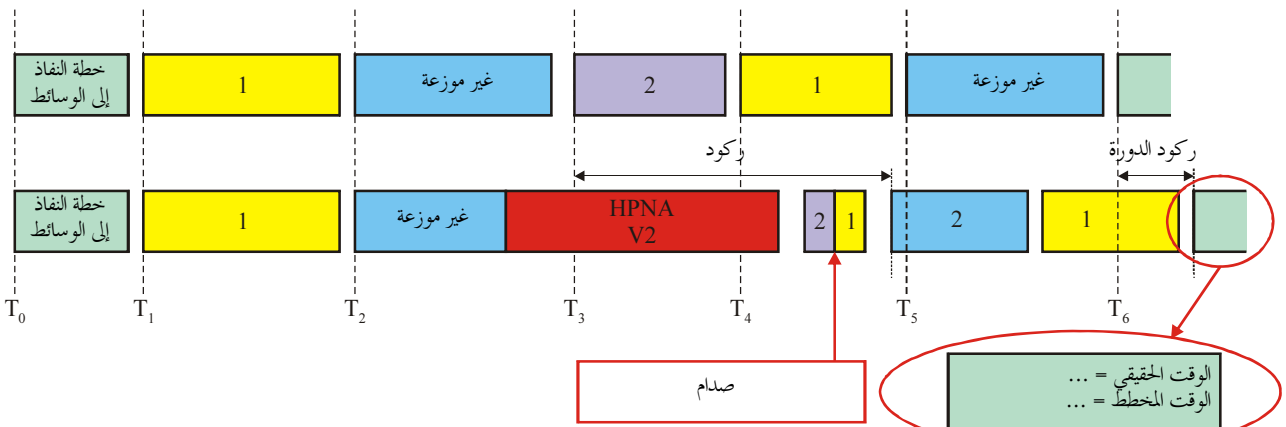 خطة النفاذ
إلى الوسائط
1
غير موزعة
2
1
غير موزعة
ركود
ركود الدورة
خطة النفاذ
إلى الوسائط
1
غير موزعة
HPNA
V2
2
1
2
1
T0
T1
T2
T3
T4
T5
T6
صدام
الوقت الحقيقي = ...
الوقت المخطط = ...